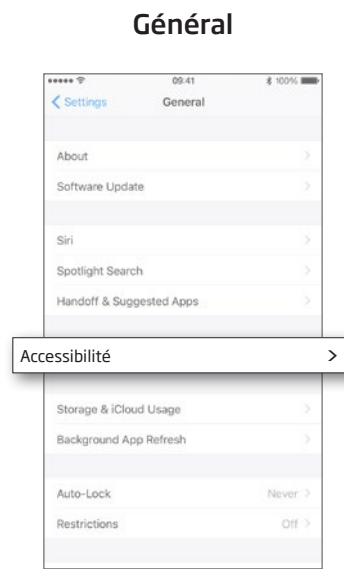 Général
09:41
100%
Settings
General
About
Software Update
Siri
Spotlight Search
Handoff & Suggested Apps
Accessibilité
Storage & iCloud Usage
Background App Refresh
Auto-Lock Never
Restrictions Off